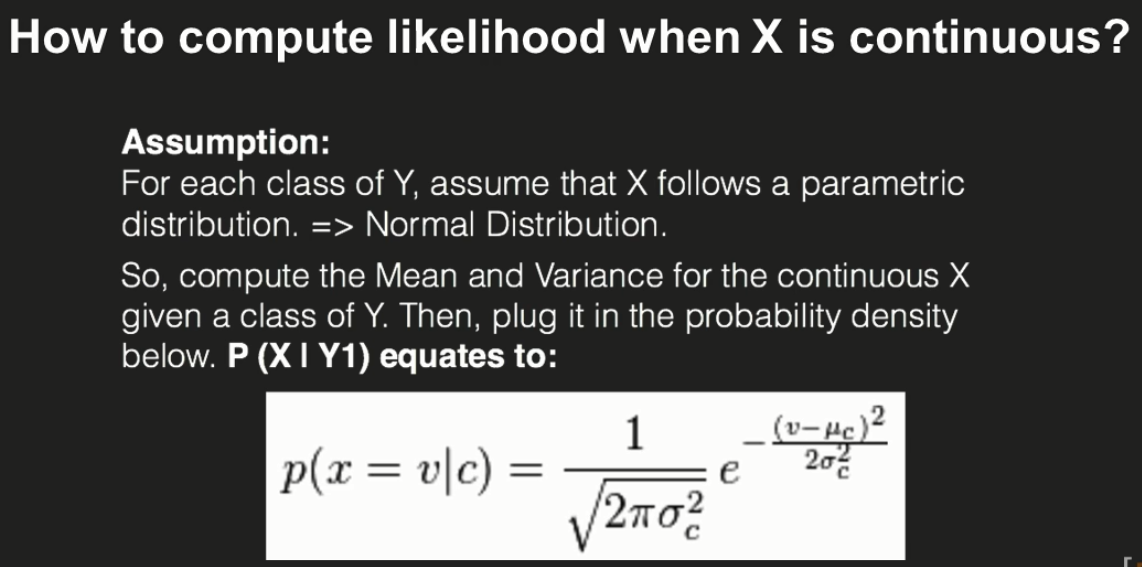 How to compute likelihood when X is continuous?
Assumption:
For each class of Y, assume that X follows a parametric
distribution. => Normal Distribution.
So, compute the Mean and Variance for the continuous X
given a class of Y. Then, plug it in the probability density
below. P (X | Y1) equates to:
p(x = v|c) = \frac{1}{\sqrt{2\pi\sigma_c^2}} e^{-\frac{(v-\mu_c)^2}{2\sigma_c^2}}